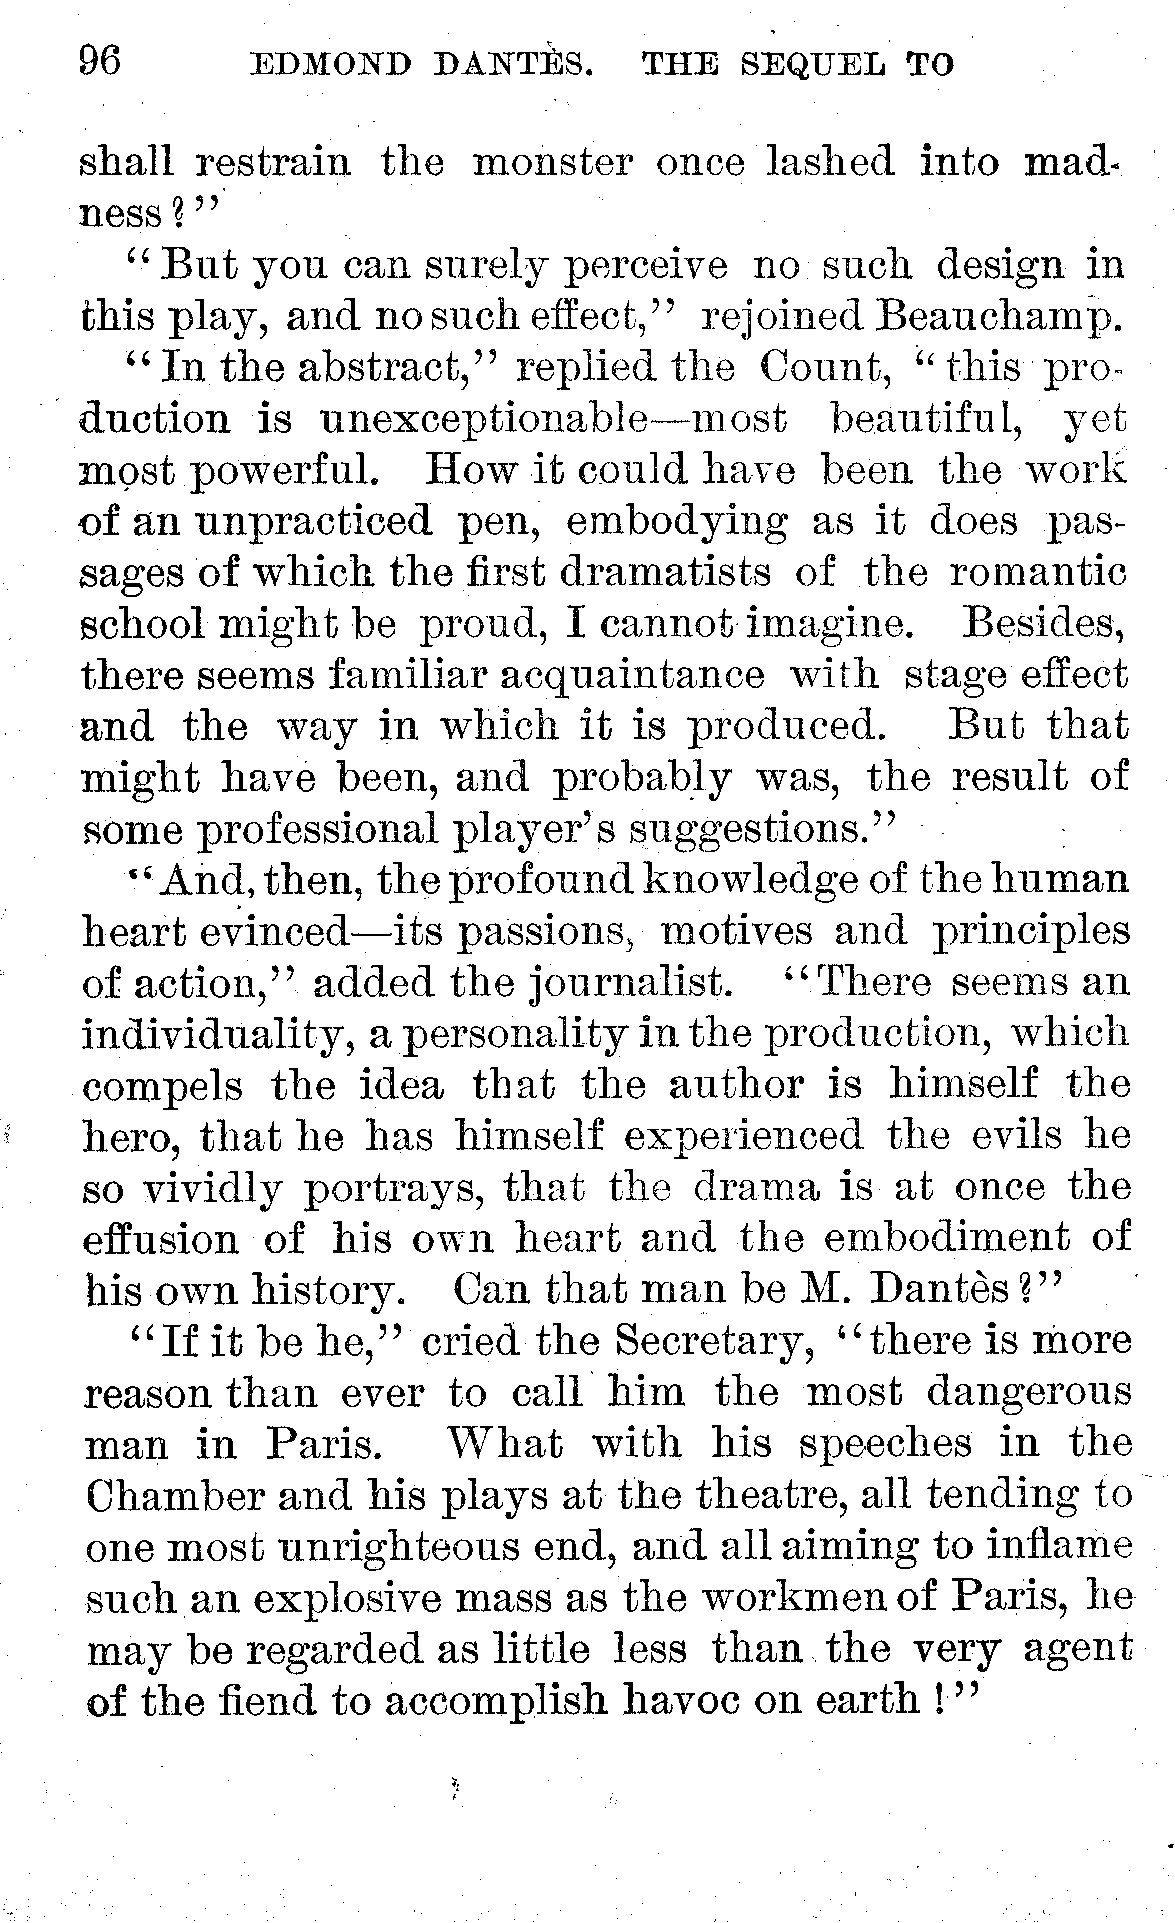 96 EDMOND DANTÈS. THE SEQUEL TO
shall restrain the monster once lashed into mad-
ness?"
"But you can surely perceive no such design in
this play, and no such effect," rejoined Beauchamp.
"In the abstract," replied the Count, "this pro-
duction is unexceptionable—most beautiful, yet
most powerful. How it could have been the work
of an unpracticed pen, embodying as it does pas-
sages of which the first dramatists of the romantic
school might be proud, I cannot imagine. Besides,
there seems familiar acquaintance with stage effect
and the way in which it is produced. But that
might have been, and probably was, the result of
some professional player's suggestions."
"And, then, the profound knowledge of the human
heart evinced—its passions, motives and principles
of action," added the journalist. "There seems an
individuality, a personality in the production, which
compels the idea that the author is himself the
hero, that he has himself experienced the evils he
so vividly portrays, that the drama is at once the
effusion of his own heart and the embodiment of
his own history. Can that man be M. Dantès?"
"If it be he," cried the Secretary, "there is more
reason than ever to call him the most dangerous
man in Paris. What with his speeches in the
Chamber and his plays at the theatre, all tending to
one most unrighteous end, and all aiming to inflame
such an explosive mass as the workmen of Paris, he
may be regarded as little less than the very agent
of the fiend to accomplish havoc on earth!"